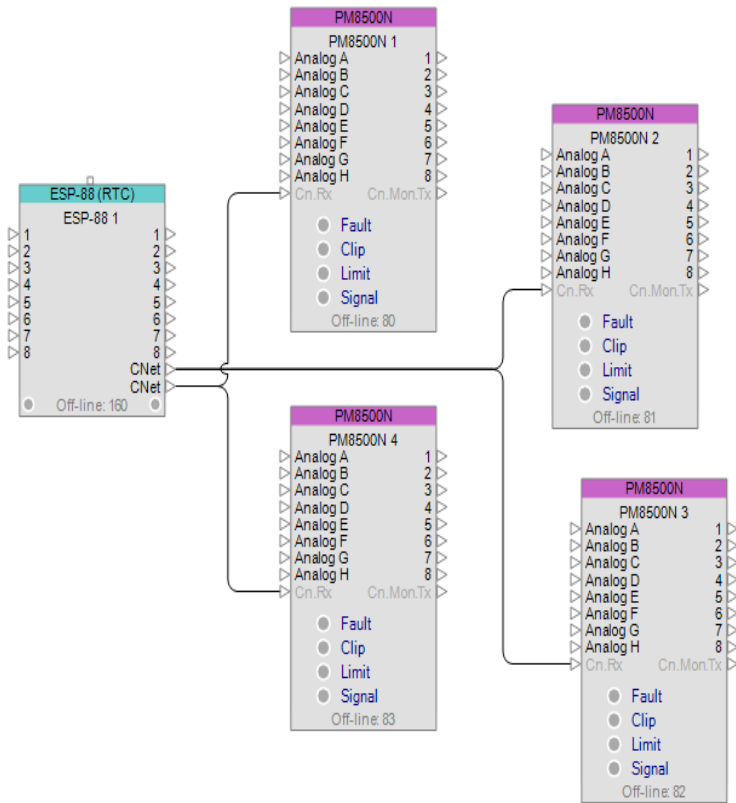 PM8500N
PM8500N 1
Analog A 1
Analog B 2
Analog C 3
Analog D 4
Analog E 5
Analog F 6
Analog G 7
Analog H 8
Cn.Rx Cn.Mon.Tx
Fault
Clip
Limit
Signal
Off-line: 80
PM8500N
PM8500N 2
Analog A 1
Analog B 2
Analog C 3
Analog D 4
Analog E 5
Analog F 6
Analog G 7
Analog H 8
Cn.Rx Cn.Mon.Tx
Fault
Clip
Limit
Signal
Off-line: 81
ESP-88 (RTC)
ESP-88 1
1 1
2 2
3 3
4 4
5 5
6 6
7 7
8 8
CNet
CNet
Off-line: 160
PM8500N
PM8500N 4
Analog A 1
Analog B 2
Analog C 3
Analog D 4
Analog E 5
Analog F 6
Analog G 7
Analog H 8
Cn.Rx Cn.Mon.Tx
Fault
Clip
Limit
Signal
Off-line: 83
PM8500N
PM8500N 3
Analog A 1
Analog B 2
Analog C 3
Analog D 4
Analog E 5
Analog F 6
Analog G 7
Analog H 8
Cn.Rx Cn.Mon.Tx
Fault
Clip
Limit
Signal
Off-line: 82